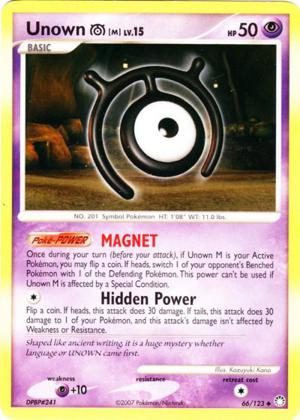 Unown [M] LV.15 HP 50
BASIC
NO. 201 Symbol Pokémon HT: 1'08" WT: 11.0 lbs.
Poké-POWER MAGNET
Once during your turn (before your attack), if Unown M is your Active
Pokémon, you may flip a coin. If heads, switch 1 of your opponent's Benched
Pokémon with 1 of the Defending Pokémon. This power can't be used if
Unown M is affected by a Special Condition.
Hidden Power
Flip a coin. If heads, this attack does 30 damage. If tails, this attack does 30
damage to 1 of your Pokémon, and this attack's damage isn't affected by
Weakness or Resistance.
Shaped like ancient writing, it is a huge mystery whether
language or UNOWN came first.
Illus. Kazuyuki Kano
weakness resistance retreat cost
+10
DPBP#241 ©2007 Pokémon/Nintendo 66/123